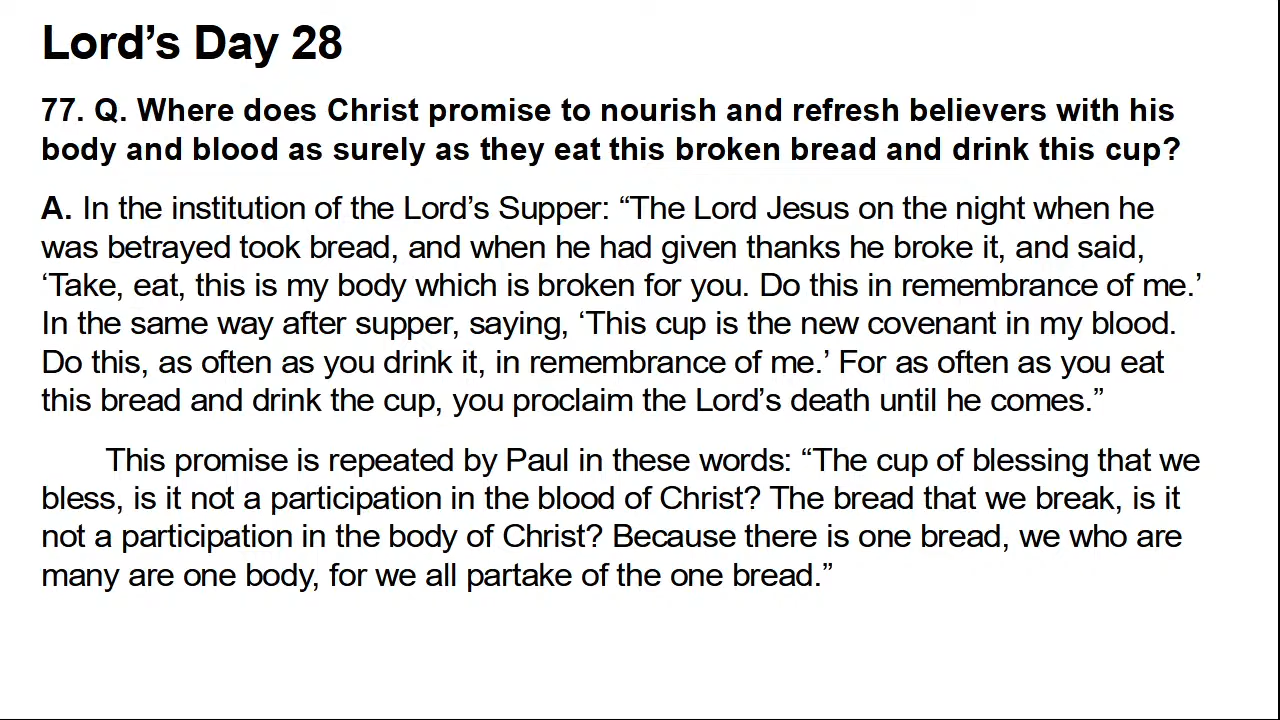 Lord’s Day 28
77. Q. Where does Christ promise to nourish and refresh believers with his
body and blood as surely as they eat this broken bread and drink this cup?
A. In the institution of the Lord’s Supper: “The Lord Jesus on the night when he
was betrayed took bread, and when he had given thanks he broke it, and said,
‘Take, eat, this is my body which is broken for you. Do this in remembrance of me.’
In the same way after supper, saying, ‘This cup is the new covenant in my blood.
Do this, as often as you drink it, in remembrance of me.’ For as often as you eat
this bread and drink the cup, you proclaim the Lord’s death until he comes.”
This promise is repeated by Paul in these words: “The cup of blessing that we
bless, is it not a participation in the blood of Christ? The bread that we break, is it
not a participation in the body of Christ? Because there is one bread, we who are
many are one body, for we all partake of the one bread.”